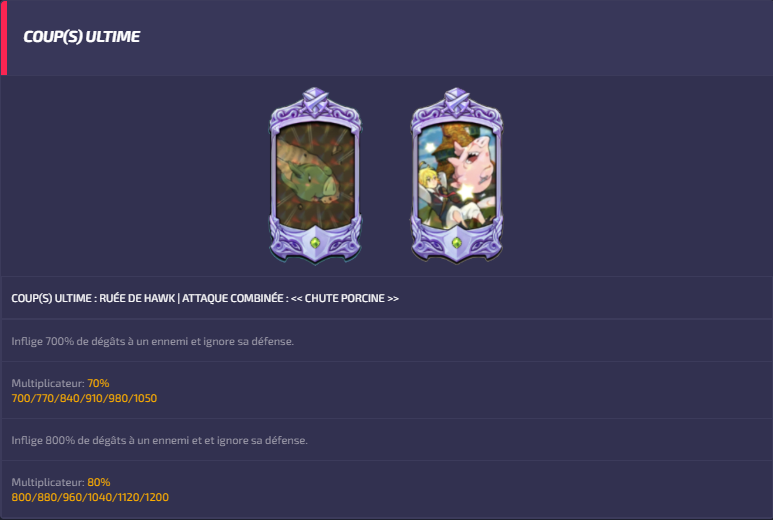 COUP(S) ULTIME
COUP(S) ULTIME : RUÉE DE HAWK | ATTAQUE COMBINÉE : << CHUTE PORCINE >>
Inflige 700% de dégâts à un ennemi et ignore sa défense.
Multiplicateur: 70%
700/770/840/910/980/1050
Inflige 800% de dégâts à un ennemi et et ignore sa défense.
Multiplicateur: 80%
800/880/960/1040/1120/1200